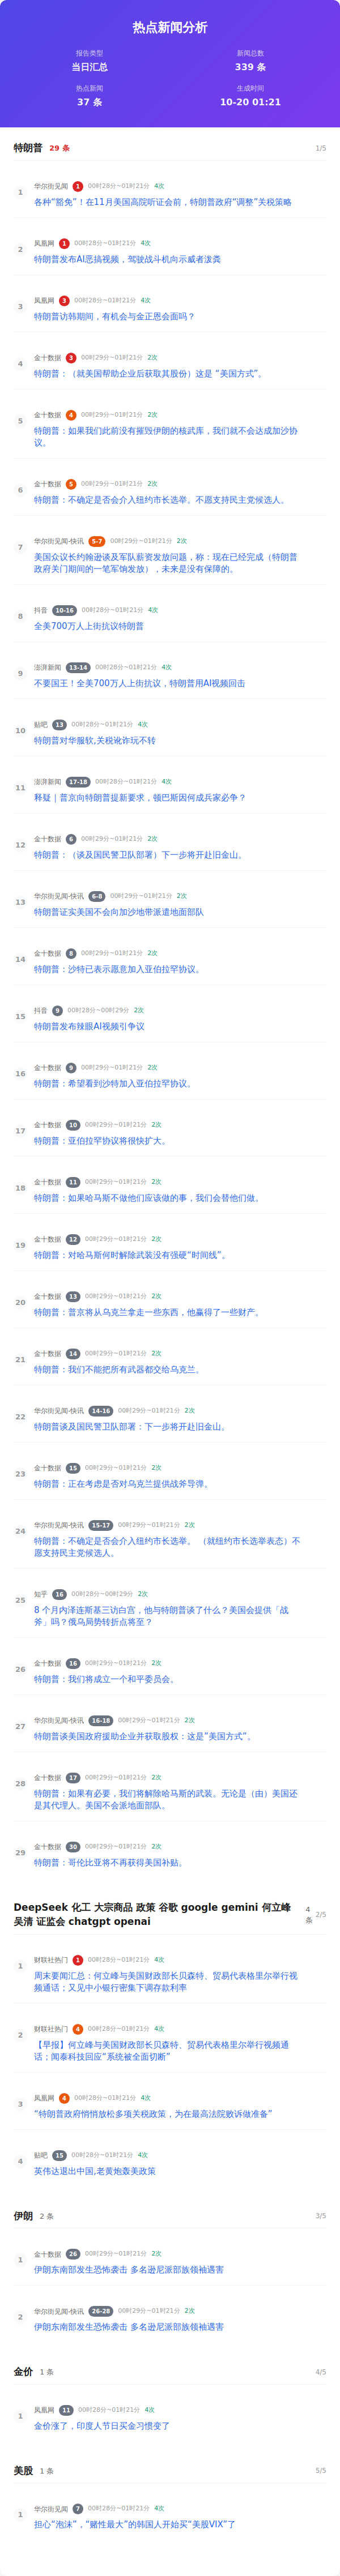 热点新闻分析
报告类型
新闻总数
当日汇总
339 条
热点新闻
生成时间
37 条
10-20 01:21
特朗普 29 条 1/5
1
华尔街见闻 1 00时28分~01时21分 4次
各种“豁免”！在11月美国高院听证会前，特朗普政府“调整”关税策略
2
凤凰网 1 00时28分~01时21分 4次
特朗普发布AI恶搞视频，驾驶战斗机向示威者泼粪
3
凤凰网 3 00时28分~01时21分 4次
特朗普访韩期间，有机会与金正恩会面吗？
4
金十数据 3 00时29分~01时21分 2次
特朗普：（就美国帮助企业后获取其股份）这是 “美国方式”。
5
金十数据 4 00时29分~01时21分 2次
特朗普：如果我们此前没有摧毁伊朗的核武库，我们就不会达成加沙协
议。
6
金十数据 5 00时29分~01时21分 2次
特朗普：不确定是否会介入纽约市长选举。不愿支持民主党候选人。
7
华尔街见闻-快讯 5-7 00时29分~01时21分 2次
美国众议长约翰逊谈及军队薪资发放问题，称：现在已经完成（特朗普
政府关门期间的一笔军饷发放），未来是没有保障的。
8
抖音 10-16 00时28分~01时21分 4次
全美700万人上街抗议特朗普
9
澎湃新闻 13-14 00时28分~01时21分 4次
不要国王！全美700万人上街抗议，特朗普用AI视频回击
10
贴吧 13 00时28分~01时21分 4次
特朗普对华服软,关税讹诈玩不转
11
澎湃新闻 17-18 00时28分~01时21分 4次
释疑｜普京向特朗普提新要求，顿巴斯因何成兵家必争？
12
金十数据 6 00时29分~01时21分 2次
特朗普：（谈及国民警卫队部署）下一步将开赴旧金山。
13
华尔街见闻-快讯 6-8 00时29分~01时21分 2次
特朗普证实美国不会向加沙地带派遣地面部队
14
金十数据 8 00时29分~01时21分 2次
特朗普：沙特已表示愿意加入亚伯拉罕协议。
15
抖音 9 00时28分~00时29分 2次
特朗普发布辣眼AI视频引争议
16
金十数据 9 00时29分~01时21分 2次
特朗普：希望看到沙特加入亚伯拉罕协议。
17
金十数据 10 00时29分~01时21分 2次
特朗普：亚伯拉罕协议将很快扩大。
18
金十数据 11 00时29分~01时21分 2次
特朗普：如果哈马斯不做他们应该做的事，我们会替他们做。
19
金十数据 12 00时29分~01时21分 2次
特朗普：对哈马斯何时解除武装没有强硬“时间线”。
20
金十数据 13 00时29分~01时21分 2次
特朗普：普京将从乌克兰拿走一些东西，他赢得了一些财产。
21
金十数据 14 00时29分~01时21分 2次
特朗普：我们不能把所有武器都交给乌克兰。
22
华尔街见闻-快讯 14-16 00时29分~01时21分 2次
特朗普谈及国民警卫队部署：下一步将开赴旧金山。
23
金十数据 15 00时29分~01时21分 2次
特朗普：正在考虑是否对乌克兰提供战斧导弹。
24
华尔街见闻-快讯 15-17 00时29分~01时21分 2次
特朗普：不确定是否会介入纽约市长选举。 （就纽约市长选举表态）不
愿支持民主党候选人。
25
知乎 16 00时28分~00时29分 2次
8 个月内泽连斯基三访白宫，他与特朗普谈了什么？美国会提供「战
斧」吗？俄乌局势转折点将至？
26
金十数据 16 00时29分~01时21分 2次
特朗普：我们将成立一个和平委员会。
27
华尔街见闻-快讯 16-18 00时29分~01时21分 2次
特朗普谈美国政府援助企业并获取股权：这是“美国方式”。
28
金十数据 17 00时29分~01时21分 2次
特朗普：如果有必要，我们将解除哈马斯的武装。无论是（由）美国还
是其代理人。美国不会派地面部队。
29
金十数据 30 00时29分~01时21分 2次
特朗普：哥伦比亚将不再获得美国补贴。
DeepSeek 化工 大宗商品 政策 谷歌 google gemini 何立峰
吴清 证监会 chatgpt openai
4
条 2/5
1
财联社热门 1 00时28分~01时21分 4次
周末要闻汇总：何立峰与美国财政部长贝森特、贸易代表格里尔举行视
频通话；又见中小银行密集下调存款利率
2
财联社热门 4 00时28分~01时21分 4次
【早报】何立峰与美国财政部长贝森特、贸易代表格里尔举行视频通
话；闻泰科技回应“系统被全面切断”
3
凤凰网 4 00时28分~01时21分 4次
“特朗普政府悄悄放松多项关税政策，为在最高法院败诉做准备”
4
贴吧 15 00时28分~01时21分 4次
英伟达退出中国,老黄炮轰美政策
伊朗 2 条 3/5
1
金十数据 26 00时29分~01时21分 2次
伊朗东南部发生恐怖袭击 多名逊尼派部族领袖遇害
2
华尔街见闻-快讯 26-28 00时29分~01时21分 2次
伊朗东南部发生恐怖袭击 多名逊尼派部族领袖遇害
金价 1 条 4/5
1
凤凰网 11 00时28分~01时21分 4次
金价涨了，印度人节日买金习惯变了
美股 1 条 5/5
1
华尔街见闻 7 00时28分~01时21分 4次
担心“泡沫”，“赌性最大”的韩国人开始买“美股VIX”了